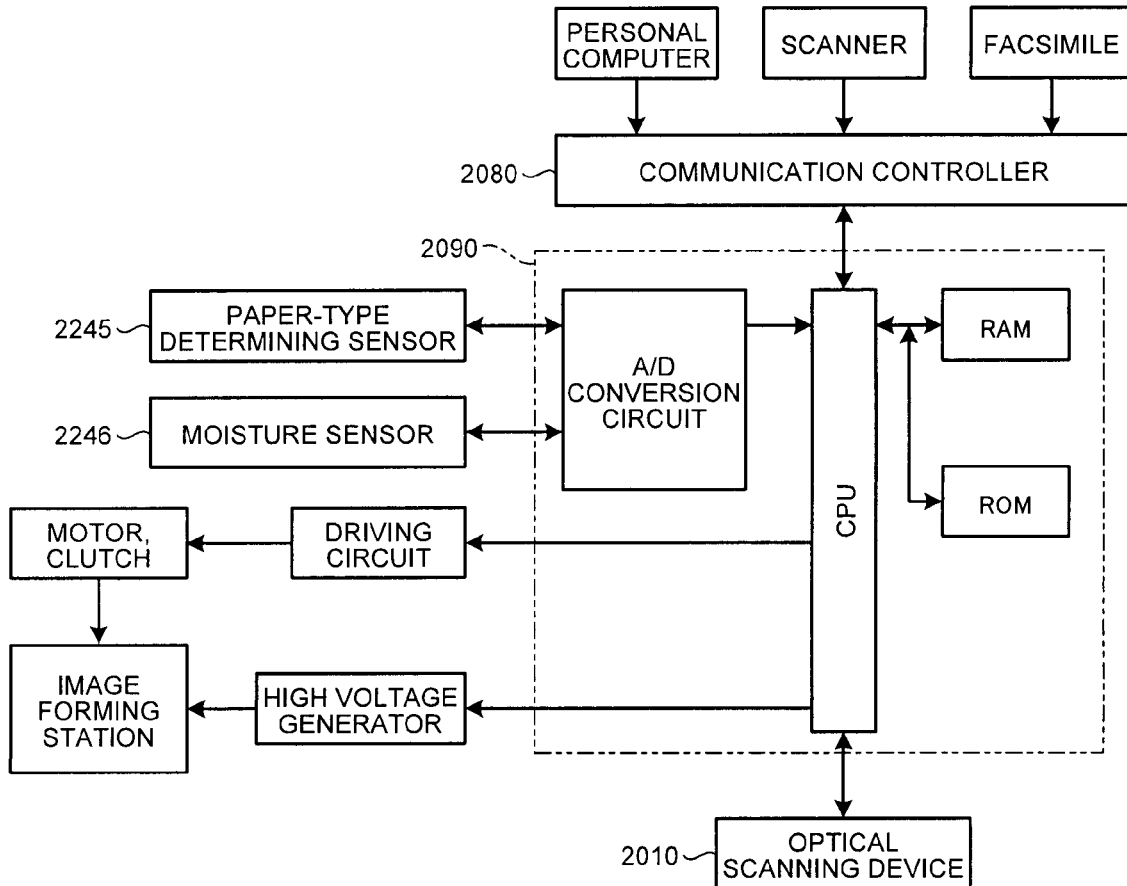 PERSONAL
COMPUTER
SCANNER
FACSIMILE
2080
COMMUNICATION CONTROLLER
2090
2245
PAPER-TYPE
DETERMINING SENSOR
A/D
CONVERSION
CIRCUIT
CPU
RAM
2246
MOISTURE SENSOR
ROM
MOTOR,
CLUTCH
DRIVING
CIRCUIT
IMAGE
FORMING
STATION
HIGH VOLTAGE
GENERATOR
2010
OPTICAL
SCANNING DEVICE